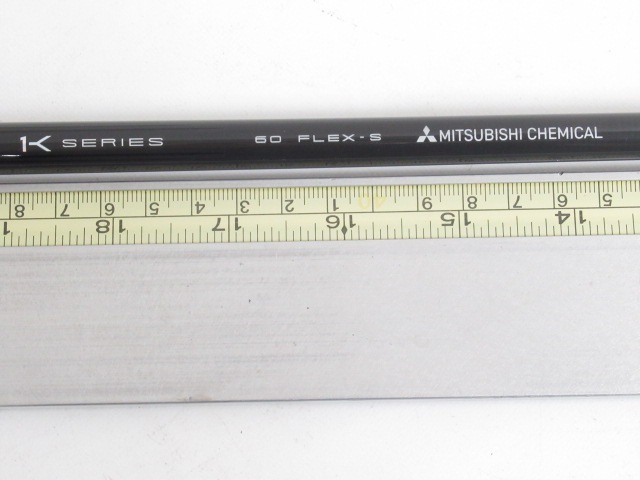 1K SERIES 60 FLEX-S MITSUBISHI CHEMICAL
8 7 6 5 4 3 2 1 9 8 7 6 5
18 17 16 15 14